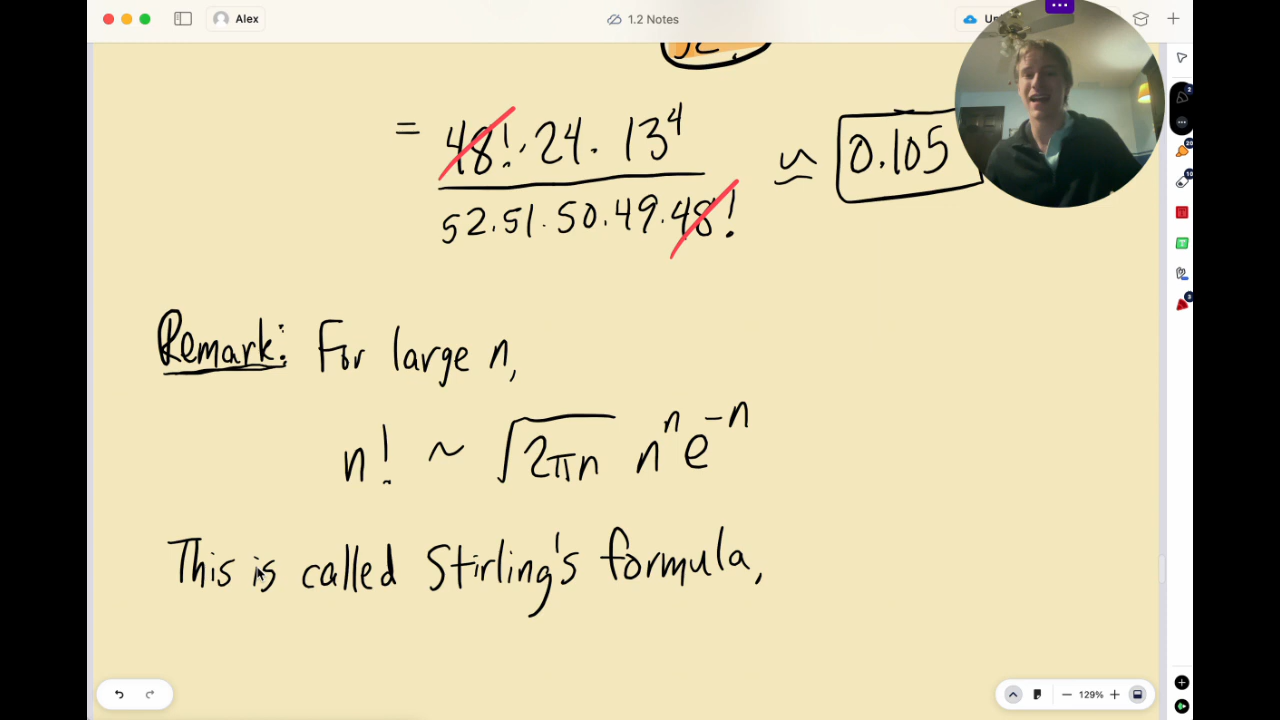 Alex
1.2 Notes
= 48! · 24 · 13⁴ / 52 · 51 · 50 · 49 · 48! ≃ 0.105
Remark: For large n,
n! ~ √2πn nⁿ e⁻ⁿ
This is called Stirling's formula,
129%